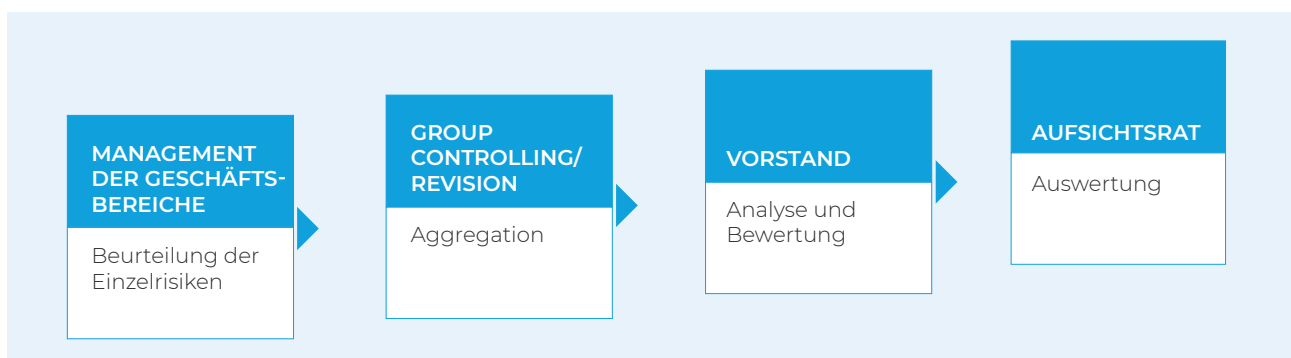 MANAGEMENT
DER GESCHÄFTS-
BEREICHE
Beurteilung der
Einzelrisiken
GROUP
CONTROLLING/
REVISION
Aggregation
VORSTAND
Analyse und
Bewertung
AUFSICHTSRAT
Auswertung